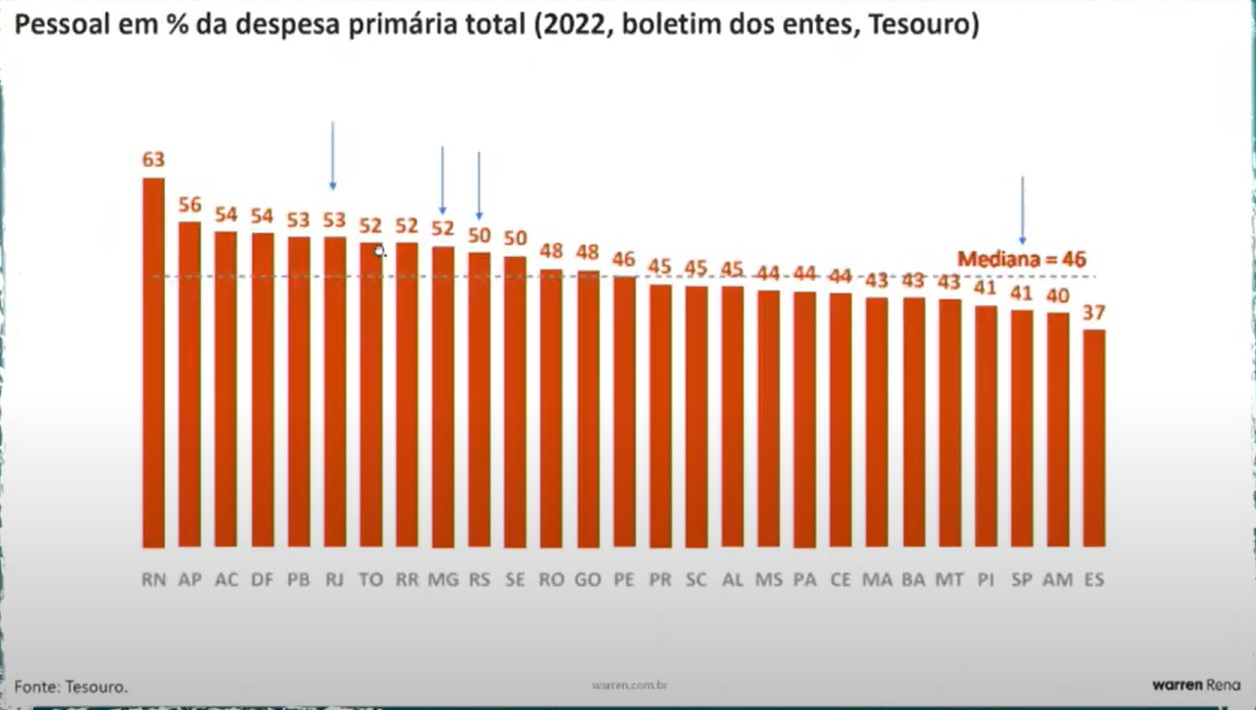 Pessoal em % da despesa primária total (2022, boletim dos entes, Tesouro)
63
56
54 54 53 53 52 52 52 50 50 48 48 46 45 45 45 44 44 44 43 43 43 41 41 40 37
Mediana = 46
RN AP AC DF PB RJ TO RR MG RS SE RO GO PE PR SC AL MS PA CE MA BA MT PI SP AM ES
Fonte: Tesouro.
warren.com.br
warren Rena